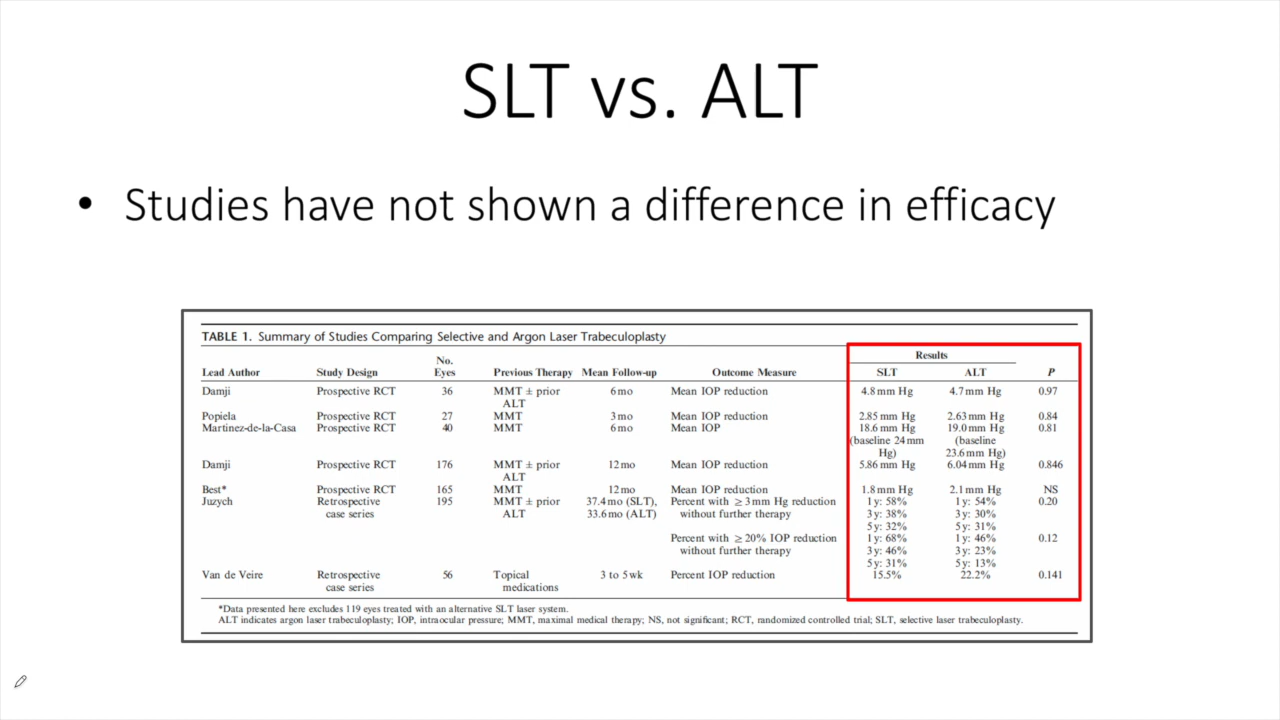 SLT vs. ALT
• Studies have not shown a difference in efficacy
TABLE 1. Summary of Studies Comparing Selective and Argon Laser Trabeculoplasty
No. Results
Lead Author Study Design Eyes Previous Therapy Mean Follow-up Outcome Measure SLT ALT P
Damji Prospective RCT 36 MMT ± prior 6 mo Mean IOP reduction 4.8 mm Hg 4.7 mm Hg 0.97
ALT
Popiela Prospective RCT 27 MMT 3 mo Mean IOP reduction 2.85 mm Hg 2.63 mm Hg 0.84
Martinez-de-la-Casa Prospective RCT 40 MMT 6 mo Mean IOP 18.6 mm Hg 19.0 mm Hg 0.81
(baseline 24 mm (baseline
Hg) 23.6 mm Hg)
Damji Prospective RCT 176 MMT ± prior 12 mo Mean IOP reduction 5.86 mm Hg 6.04 mm Hg 0.846
ALT
Best* Prospective RCT 165 MMT 12 mo Mean IOP reduction 1.8 mm Hg 2.1 mm Hg NS
Juzych Retrospective 195 MMT ± prior 37.4 mo (SLT), Percent with ≥ 3 mm Hg reduction 1 y: 58% 1 y: 54% 0.20
case series ALT 33.6 mo (ALT) without further therapy 3 y: 38% 3 y: 30%
5 y: 32% 5 y: 31%
Percent with ≥ 20% IOP reduction 1 y: 68% 1 y: 46% 0.12
without further therapy 3 y: 46% 3 y: 23%
5 y: 31% 5 y: 13%
Van de Veire Retrospective 56 Topical 3 to 5 wk Percent IOP reduction 15.5% 22.2% 0.141
case series medications
*Data presented here excludes 119 eyes treated with an alternative SLT laser system.
ALT indicates argon laser trabeculoplasty; IOP, intraocular pressure; MMT, maximal medical therapy; NS, not significant; RCT, randomized controlled trial; SLT, selective laser trabeculoplasty.